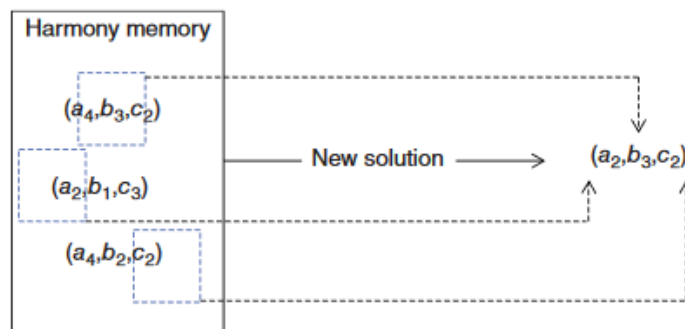 Harmony memory
(a₄,b₃,c₂)
(a₂,b₁,c₃)
(a₄,b₂,c₂)
New solution
(a₂,b₃,c₂)